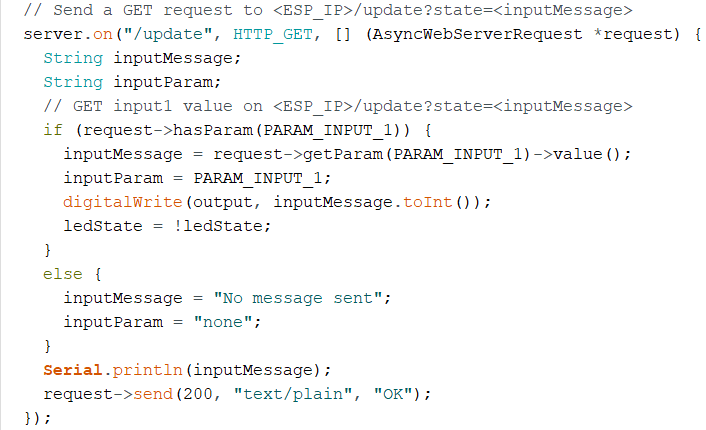 // Send a GET request to <ESP_IP>/update?state=<inputMessage>
server.on("/update", HTTP_GET, [] (AsyncWebServerRequest *request) {
  String inputMessage;
  String inputParam;
  // GET input1 value on <ESP_IP>/update?state=<inputMessage>
  if (request->hasParam(PARAM_INPUT_1)) {
    inputMessage = request->getParam(PARAM_INPUT_1)->value();
    inputParam = PARAM_INPUT_1;
    digitalWrite(output, inputMessage.toInt());
    ledState = !ledState;
  }
  else {
    inputMessage = "No message sent";
    inputParam = "none";
  }
  Serial.println(inputMessage);
  request->send(200, "text/plain", "OK");
});